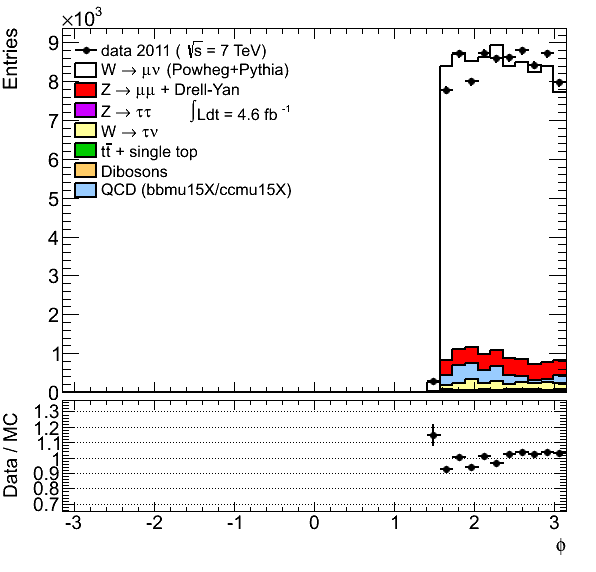 ×10³
Entries
9
8
7
6
5
4
3
2
1
0
data 2011 ( √s = 7 TeV)
W → μν (Powheg+Pythia)
Z → μμ + Drell-Yan
Z → ττ
∫Ldt = 4.6 fb⁻¹
W → τν
tt̄ + single top
Dibosons
QCD (bbmu15X/ccmu15X)
Data / MC
1.3
1.2
1.1
1
0.9
0.8
0.7
-3 -2 -1 0 1 2 3
ϕ